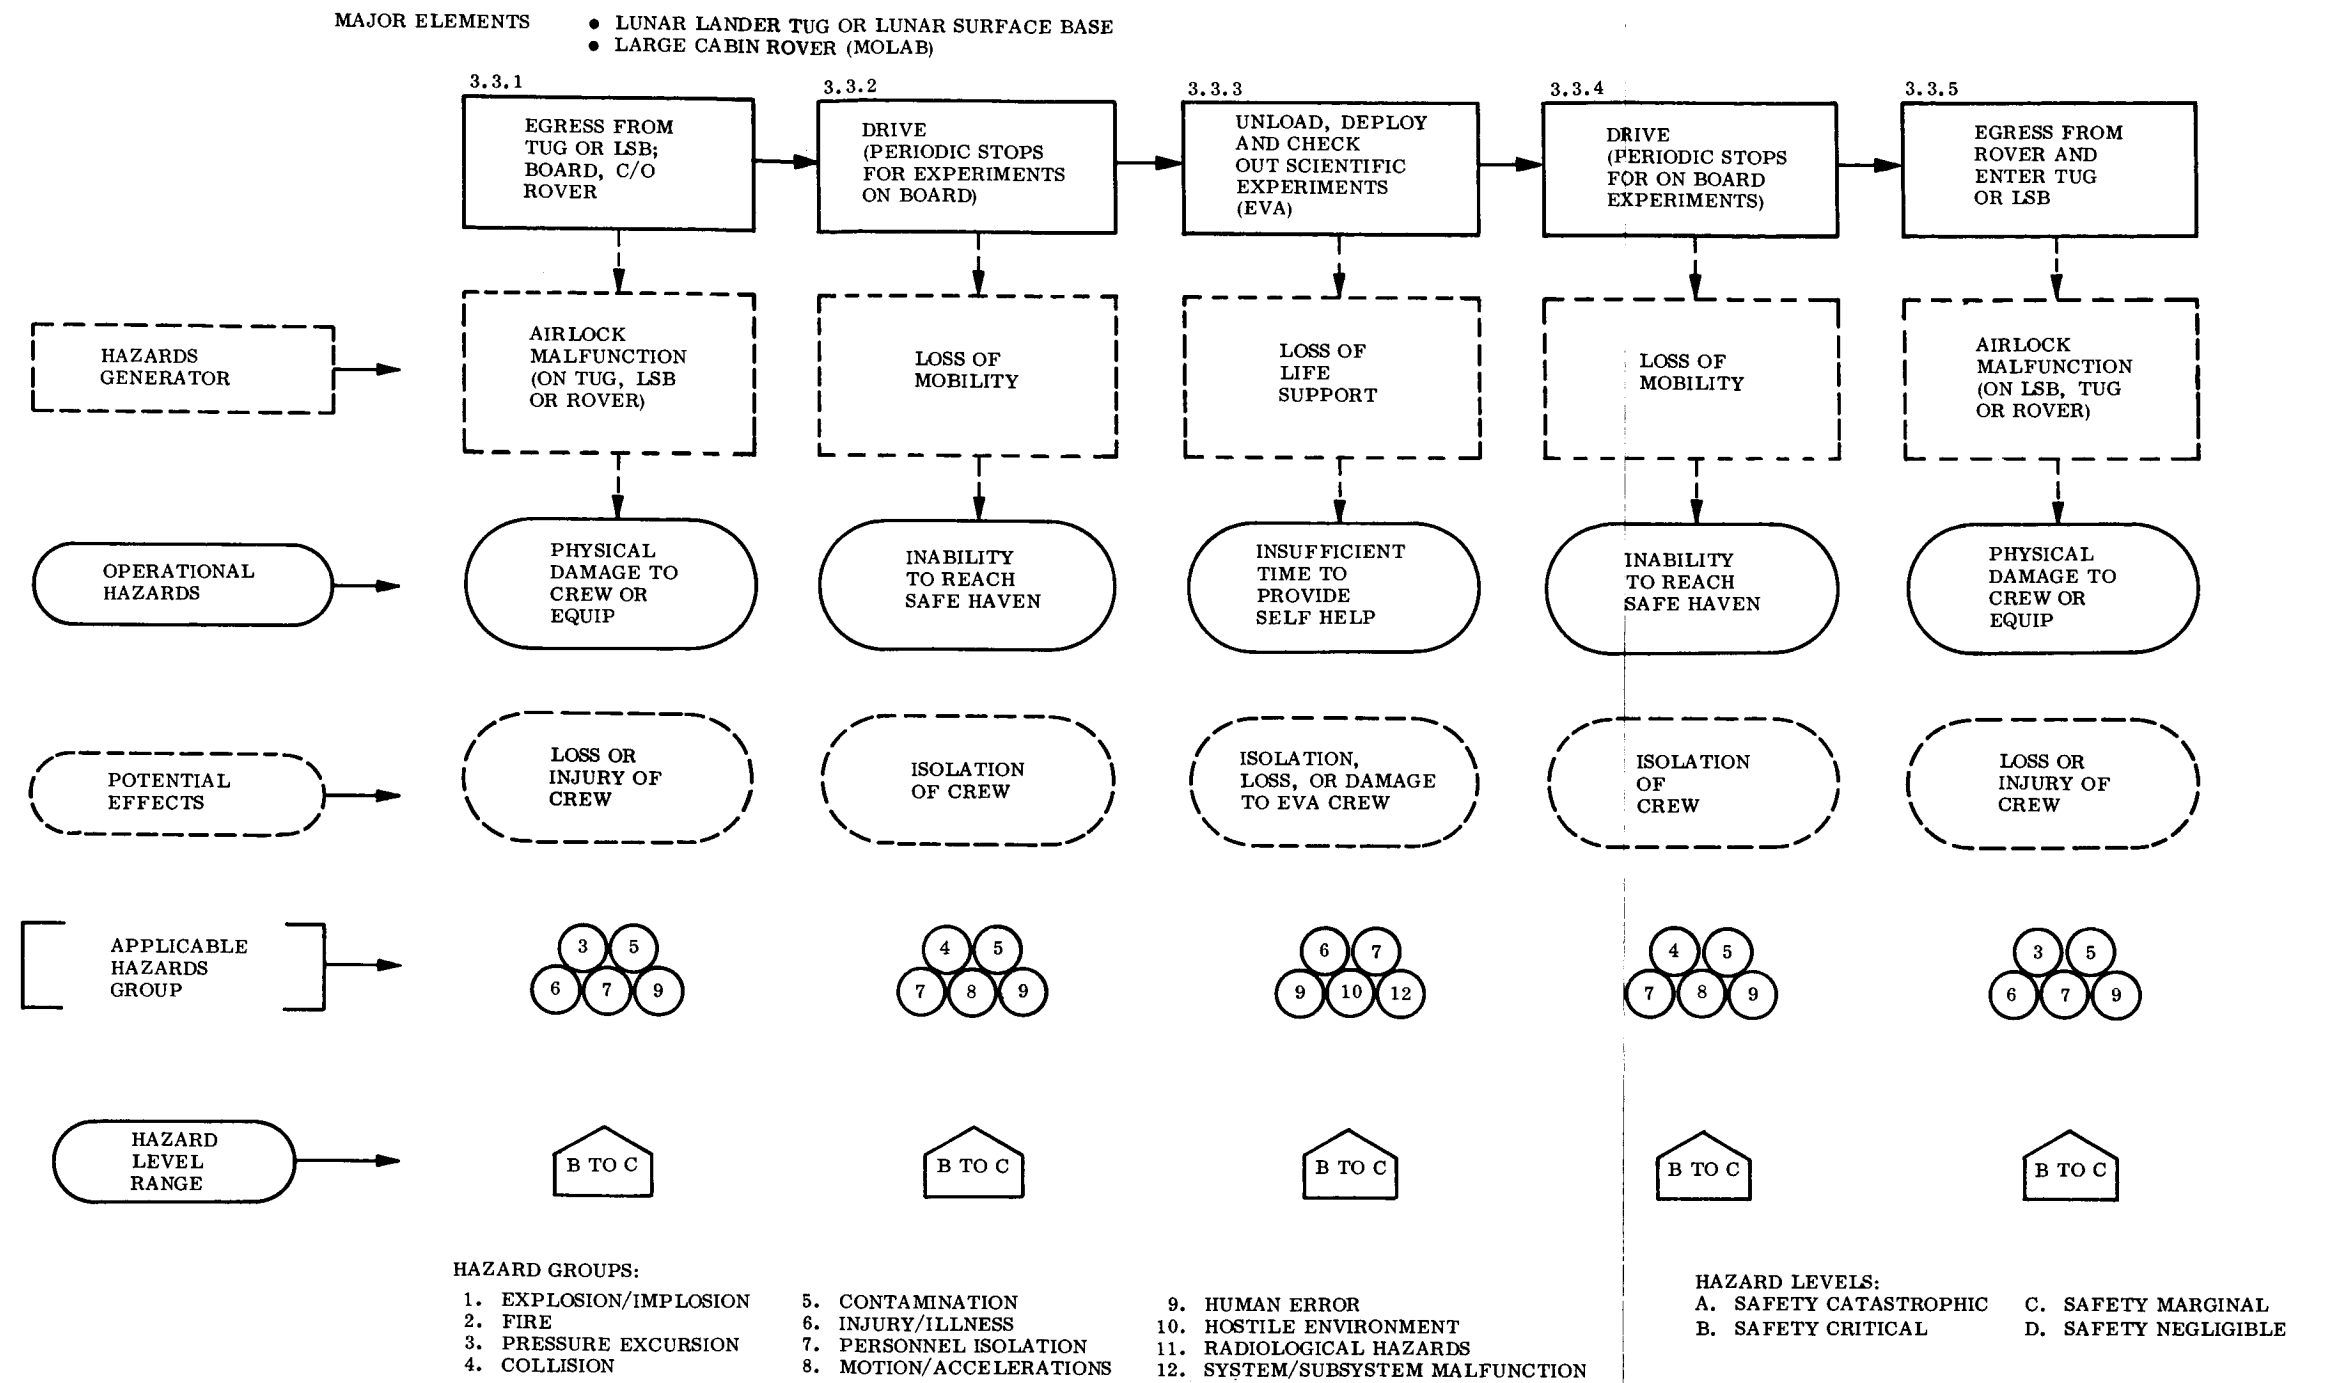 MAJOR ELEMENTS
● LUNAR LANDER TUG OR LUNAR SURFACE BASE
● LARGE CABIN ROVER (MOLAB)
3.3.1
EGRESS FROM
TUG OR LSB;
BOARD, C/O
ROVER
3.3.2
DRIVE
(PERIODIC STOPS
FOR EXPERIMENTS
ON BOARD)
3.3.3
UNLOAD, DEPLOY
AND CHECK
OUT SCIENTIFIC
EXPERIMENTS
(EVA)
3.3.4
DRIVE
(PERIODIC STOPS
FOR ON BOARD
EXPERIMENTS)
3.3.5
EGRESS FROM
ROVER AND
ENTER TUG
OR LSB
HAZARDS
GENERATOR
AIRLOCK
MALFUNCTION
(ON TUG, LSB
OR ROVER)
LOSS OF
MOBILITY
LOSS OF
LIFE
SUPPORT
LOSS OF
MOBILITY
AIRLOCK
MALFUNCTION
(ON LSB, TUG
OR ROVER)
OPERATIONAL
HAZARDS
PHYSICAL
DAMAGE TO
CREW OR
EQUIP
INABILITY
TO REACH
SAFE HAVEN
INSUFFICIENT
TIME TO
PROVIDE
SELF HELP
INABILITY
TO REACH
SAFE HAVEN
PHYSICAL
DAMAGE TO
CREW OR
EQUIP
POTENTIAL
EFFECTS
LOSS OR
INJURY OF
CREW
ISOLATION
OF CREW
ISOLATION,
LOSS, OR DAMAGE
TO EVA CREW
ISOLATION
OF
CREW
LOSS OR
INJURY OF
CREW
APPLICABLE
HAZARDS
GROUP
3 5
6 7 9
4 5
7 8 9
6 7
9 10 12
4 5
7 8 9
3 5
6 7 9
HAZARD
LEVEL
RANGE
B TO C
B TO C
B TO C
B TO C
B TO C
HAZARD GROUPS:
1. EXPLOSION/IMPLOSION
2. FIRE
3. PRESSURE EXCURSION
4. COLLISION
5. CONTAMINATION
6. INJURY/ILLNESS
7. PERSONNEL ISOLATION
8. MOTION/ACCELERATIONS
9. HUMAN ERROR
10. HOSTILE ENVIRONMENT
11. RADIOLOGICAL HAZARDS
12. SYSTEM/SUBSYSTEM MALFUNCTION
HAZARD LEVELS:
A. SAFETY CATASTROPHIC
B. SAFETY CRITICAL
C. SAFETY MARGINAL
D. SAFETY NEGLIGIBLE